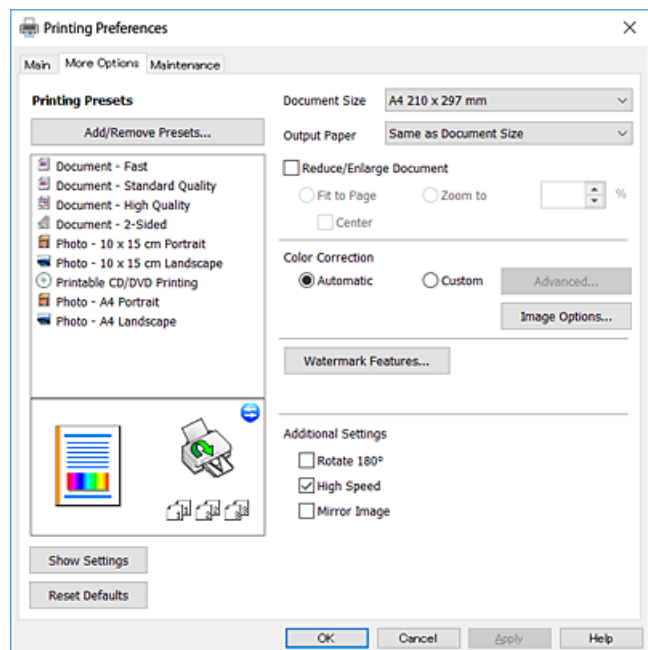 Printing Preferences
Main More Options Maintenance
Printing Presets
Add/Remove Presets...
Document - Fast
Document - Standard Quality
Document - High Quality
Document - 2-Sided
Photo - 10 x 15 cm Portrait
Photo - 10 x 15 cm Landscape
Printable CD/DVD Printing
Photo - A4 Portrait
Photo - A4 Landscape
Show Settings
Reset Defaults
Document Size A4 210 x 297 mm
Output Paper Same as Document Size
Reduce/Enlarge Document
Fit to Page Zoom to %
Center
Color Correction
Automatic Custom Advanced...
Image Options...
Watermark Features...
Additional Settings
Rotate 180º
High Speed
Mirror Image
OK Cancel Apply Help